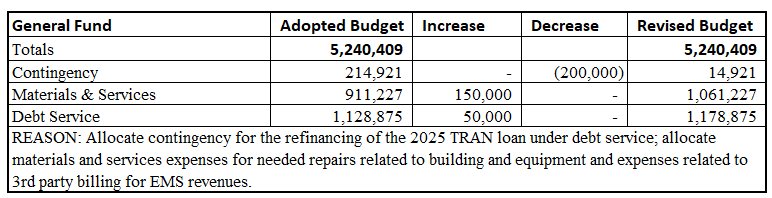 General Fund Adopted Budget Increase Decrease Revised Budget
Totals 5,240,409 5,240,409
Contingency 214,921 - (200,000) 14,921
Materials & Services 911,227 150,000 - 1,061,227
Debt Service 1,128,875 50,000 - 1,178,875
REASON: Allocate contingency for the refinancing of the 2025 TRAN loan under debt service; allocate
materials and services expenses for needed repairs related to building and equipment and expenses related to
3rd party billing for EMS revenues.